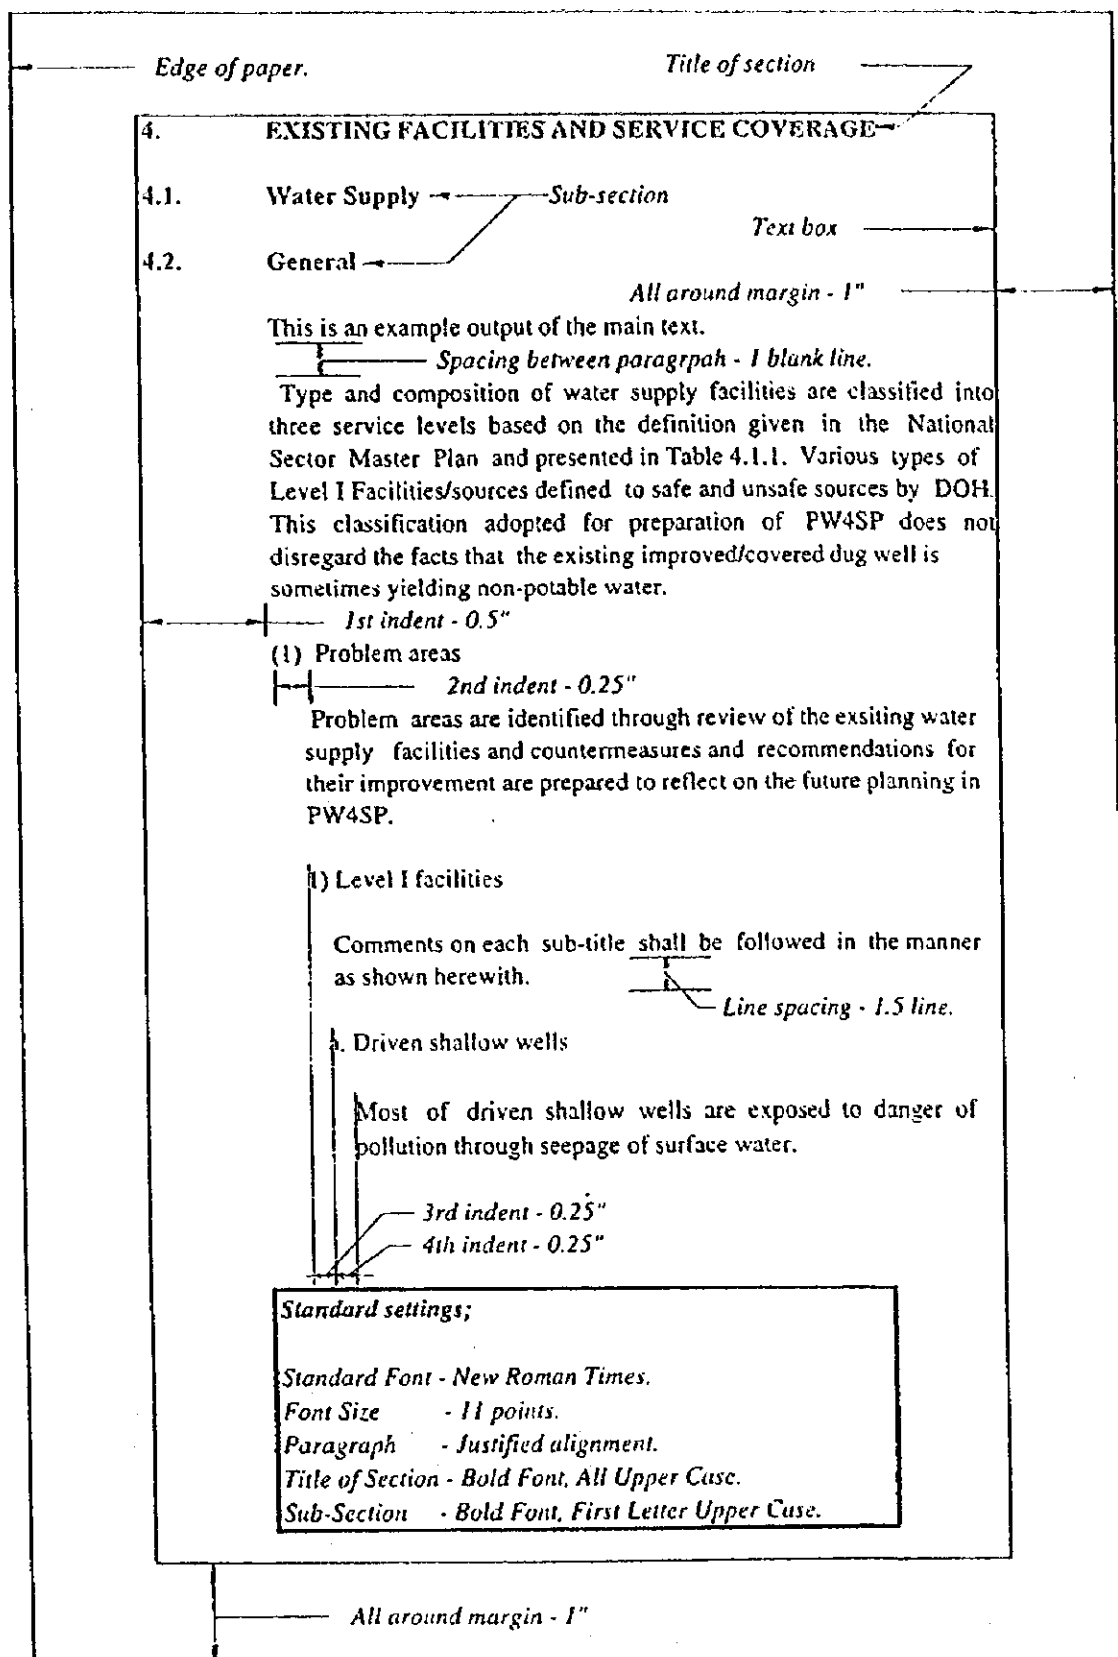 Edge of paper.
Title of section
4. EXISTING FACILITIES AND SERVICE COVERAGE
4.1. Water Supply
Sub-section
Text box
4.2. General
All around margin - 1"
This is an example output of the main text.
Spacing between paragrpah - 1 blank line.
Type and composition of water supply facilities are classified into
three service levels based on the definition given in the National
Sector Master Plan and presented in Table 4.1.1. Various types of
Level I Facilities/sources defined to safe and unsafe sources by DOH.
This classification adopted for preparation of PW4SP does not
disregard the facts that the existing improved/covered dug well is
sometimes yielding non-potable water.
1st indent - 0.5"
(1) Problem areas
2nd indent - 0.25"
Problem areas are identified through review of the exsiting water
supply facilities and countermeasures and recommendations for
their improvement are prepared to reflect on the future planning in
PW4SP.
1) Level I facilities
Comments on each sub-title shall be followed in the manner
as shown herewith.
Line spacing - 1.5 line.
a. Driven shallow wells
Most of driven shallow wells are exposed to danger of
pollution through seepage of surface water.
3rd indent - 0.25"
4th indent - 0.25"
Standard settings;
Standard Font - New Roman Times.
Font Size - 11 points.
Paragraph - Justified alignment.
Title of Section - Bold Font, All Upper Case.
Sub-Section - Bold Font, First Letter Upper Case.
All around margin - 1"